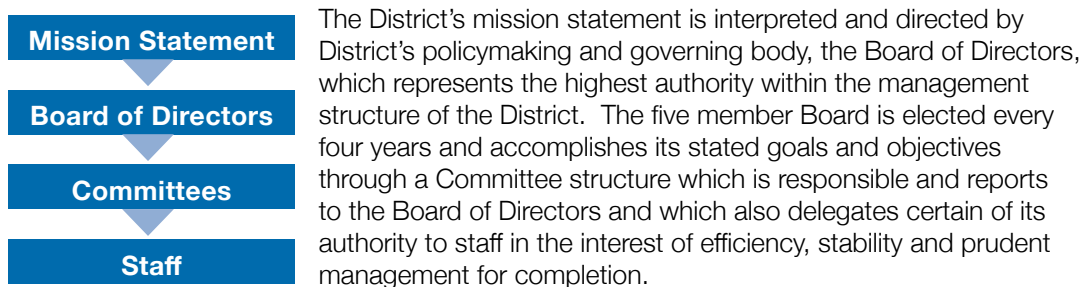 Mission Statement
Board of Directors
Committees
Staff
The District’s mission statement is interpreted and directed by
District’s policymaking and governing body, the Board of Directors,
which represents the highest authority within the management
structure of the District.  The five member Board is elected every
four years and accomplishes its stated goals and objectives
through a Committee structure which is responsible and reports
to the Board of Directors and which also delegates certain of its
authority to staff in the interest of efficiency, stability and prudent
management for completion.